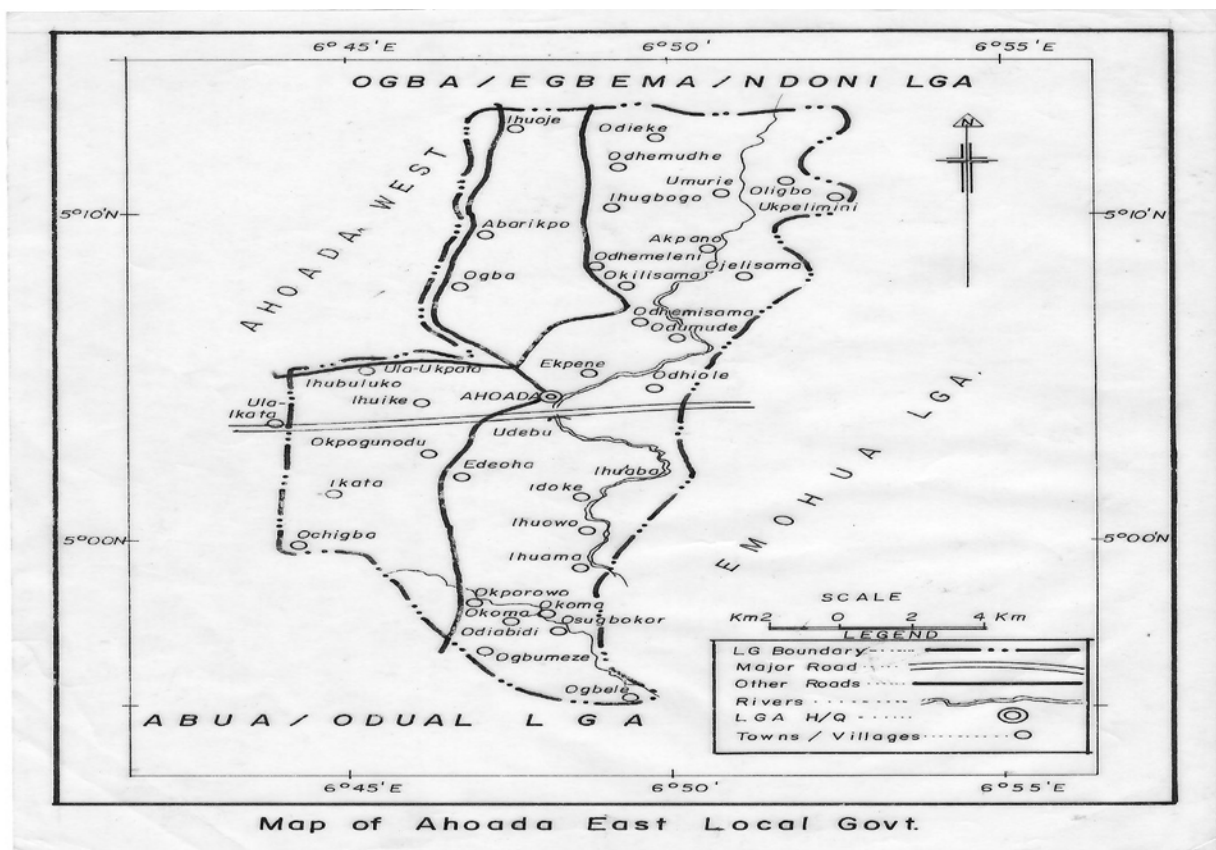 6°45'E 6°50' 6°55'E
OGBA/EGBEMA/NDONI LGA
Ihuoje
Odieke
Odhemudhe
N
Umurie
Oligbo
Ihugbogo
Ukpelimini
5°10'N
5°10'N
AHOADA WEST
Abarikpo
Akpano
Odhemeleni
Ogba
Okilisama
Ojelisama
Odhemisama
Odumude
Ekpene
Ula-Ukpata
Ihubuluko
Odhiole
Ula-
Ikata
Ihuike
AHOADA
EMOHUA LGA.
Udebu
Okpogunodu
Edeoha
Ihugba
Ikata
Idoke
Ihuowo
Ochigba
5°00N
5°00'N
Ihuama
Okporowo
Okoma
Okoma
Osugbokor
Odiabidi
Ogbumeze
Ogbele
ABUA/ODUAL LGA
SCALE
Km2 0 2 4 Km
LEGEND
LG Boundary
Major Road
Other Roads
Rivers
LGA H/Q
Towns/Villages
6°45'E 6°50'E 6°55'E
Map of Ahoada East Local Govt.